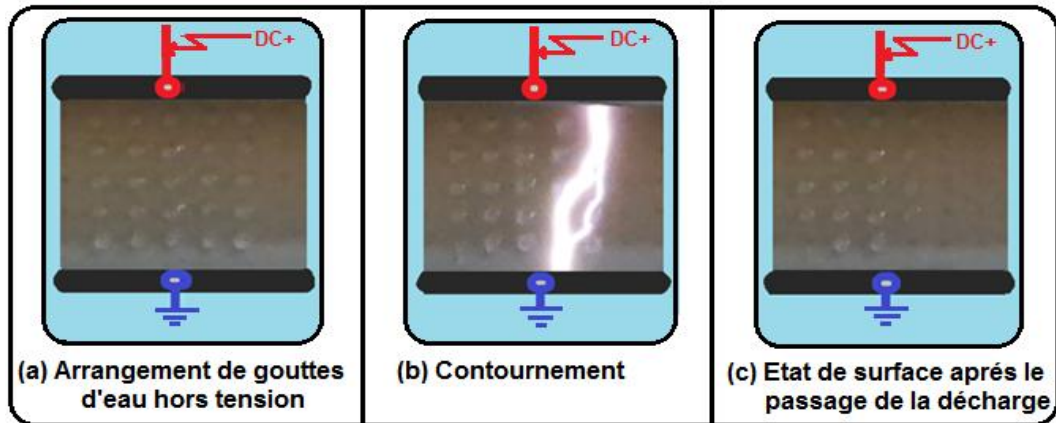 DC+
DC+
DC+
(a) Arrangement de gouttes
d'eau hors tension
(b) Contournement
(c) Etat de surface aprés le
passage de la décharge